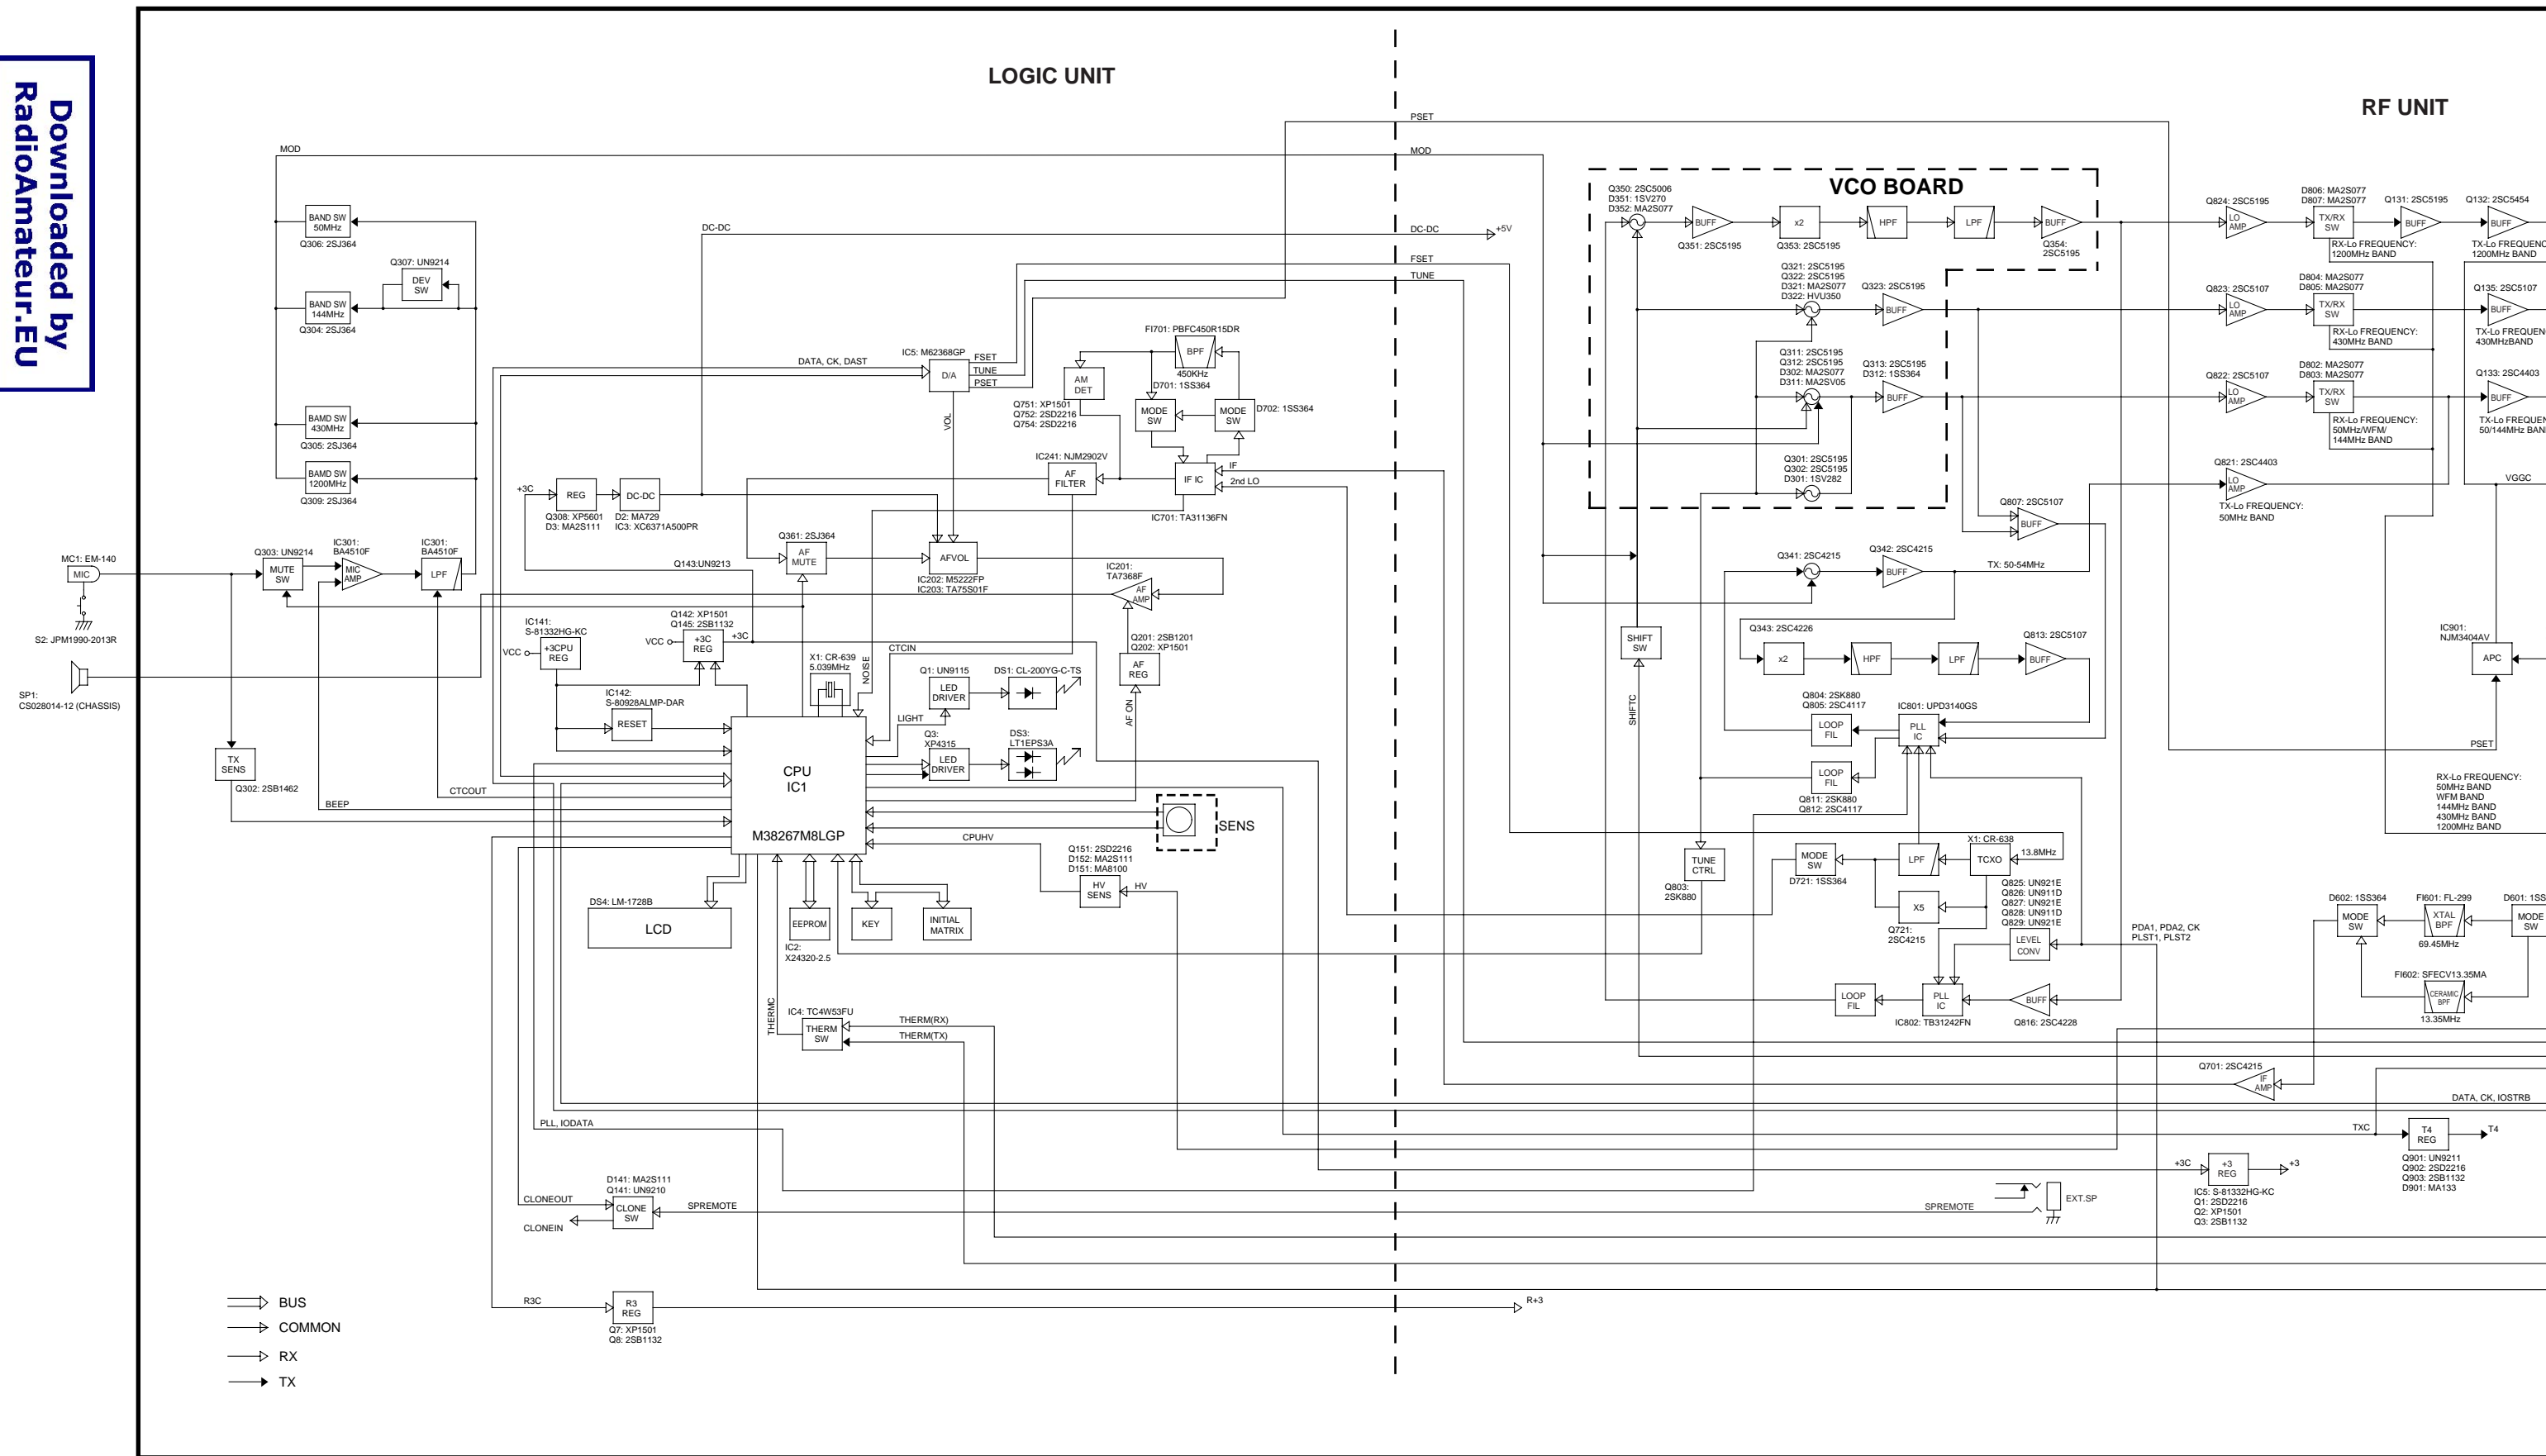 Downloaded by
RadioAmateur.EU
LOGIC UNIT
RF UNIT
PSET
PSET
MOD
MOD
BAND SW
50MHz
Q306: 2SJ364
Q307: UN9214
DEV
SW
BAND SW
144MHz
Q304: 2SJ364
BAMD SW
430MHz
Q305: 2SJ364
BAMD SW
1200MHz
Q309: 2SJ364
MC1: EM-140
MIC
S2: JPM1990-2013R
SP1:
CS028014-12 (CHASSIS)
Q303: UN9214
MUTE
SW
IC301:
BA4510F
MIC
AMP
IC301:
BA4510F
LPF
TX
SENS
Q302: 2SB1462
CTCOUT
BEEP
DC-DC
DC-DC
+5V
FSET
TUNE
DATA, CK, DAST
IC5: M62368GP
D/A
FSET
TUNE
PSET
VOL
FI701: PBFC450R15DR
BPF
450KHz
AM
DET
Q751: XP1501
Q752: 2SD2216
Q754: 2SD2216
D701: 1SS364
MODE
SW
MODE
SW
D702: 1SS364
IC241: NJM2902V
AF
FILTER
IF IC
IF
2nd LO
IC701: TA31136FN
+3C
REG
DC-DC
Q308: XP5601
D3: MA2S111
D2: MA729
IC3: XC6371A500PR
Q361: 2SJ364
AF
MUTE
AFVOL
IC202: M5222FP
IC203: TA75S01F
Q143:UN9213
IC201:
TA7368F
AF
AMP
IC141:
S-81332HG-KC
VCC
+3CPU
REG
Q142: XP1501
Q145: 2SB1132
VCC
+3C
REG
+3C
IC142:
S-80928ALMP-DAR
RESET
X1: CR-639
5.039MHz
NOISE
CTCIN
Q1: UN9115
LED
DRIVER
DS1: CL-200YG-C-TS
LIGHT
Q3:
XP4315
LED
DRIVER
DS3:
LT1EPS3A
Q201: 2SB1201
Q202: XP1501
AF
REG
AF ON
CPU
IC1
M38267M8LGP
SENS
CPUHV
Q151: 2SD2216
D152: MA2S111
D151: MA8100
HV
SENS
HV
DS4: LM-1728B
LCD
EEPROM
IC2:
X24320-2.5
KEY
INITIAL
MATRIX
THERMC
IC4: TC4W53FU
THERM
SW
THERM(RX)
THERM(TX)
PLL, IODATA
D141: MA2S111
Q141: UN9210
CLONEOUT
CLONE
SW
CLONEIN
SPREMOTE
R3C
R3
REG
Q7: XP1501
Q8: 2SB1132
R+3
BUS
COMMON
RX
TX
VCO BOARD
Q350: 2SC5006
D351: 1SV270
D352: MA2S077
BUFF
Q351: 2SC5195
x2
Q353: 2SC5195
HPF
LPF
BUFF
Q354:
2SC5195
Q321: 2SC5195
Q322: 2SC5195
D321: MA2S077
D322: HVU350
Q323: 2SC5195
BUFF
Q311: 2SC5195
Q312: 2SC5195
D302: MA2S077
D311: MA2SV05
Q313: 2SC5195
D312: 1SS364
BUFF
Q301: 2SC5195
Q302: 2SC5195
D301: 1SV282
Q807: 2SC5107
BUFF
Q341: 2SC4215
Q342: 2SC4215
BUFF
TX: 50-54MHz
SHIFT
SW
SHIFTC
Q343: 2SC4226
x2
HPF
LPF
Q813: 2SC5107
BUFF
Q804: 2SK880
Q805: 2SC4117
LOOP
FIL
IC801: UPD3140GS
PLL
IC
LOOP
FIL
Q811: 2SK880
Q812: 2SC4117
TUNE
CTRL
Q803:
2SK880
MODE
SW
D721: 1SS364
LPF
X1: CR-638
TCXO
13.8MHz
X5
Q721:
2SC4215
Q825: UN921E
Q826: UN911D
Q827: UN921E
Q828: UN911D
Q829: UN921E
LEVEL
CONV
PDA1, PDA2, CK
PLST1, PLST2
LOOP
FIL
PLL
IC
IC802: TB31242FN
BUFF
Q816: 2SC4228
Q824: 2SC5195
LO
AMP
D806: MA2S077
D807: MA2S077
TX/RX
SW
RX-Lo FREQUENCY:
1200MHz BAND
Q131: 2SC5195
BUFF
Q132: 2SC5454
BUFF
TX-Lo FREQUENC
1200MHz BAND
Q823: 2SC5107
LO
AMP
D804: MA2S077
D805: MA2S077
TX/RX
SW
RX-Lo FREQUENCY:
430MHz BAND
Q135: 2SC5107
BUFF
TX-Lo FREQUEN
430MHzBAND
Q822: 2SC5107
LO
AMP
D802: MA2S077
D803: MA2S077
TX/RX
SW
RX-Lo FREQUENCY:
50MHz/WFM/
144MHz BAND
Q133: 2SC4403
BUFF
TX-Lo FREQUEN
50/144MHz BAN
Q821: 2SC4403
LO
AMP
TX-Lo FREQUENCY:
50MHz BAND
VGGC
IC901:
NJM3404AV
APC
PSET
RX-Lo FREQUENCY:
50MHz BAND
WFM BAND
144MHz BAND
430MHz BAND
1200MHz BAND
D602: 1SS364
MODE
SW
FI601: FL-299
XTAL
BPF
69.45MHz
D601: 1SS
MODE
SW
FI602: SFECV13.35MA
CERAMIC
BPF
13.35MHz
Q701: 2SC4215
IF
AMP
DATA, CK, IOSTRB
TXC
T4
REG
T4
Q901: UN9211
Q902: 2SD2216
Q903: 2SB1132
D901: MA133
+3C
+3
REG
+3
IC5: S-81332HG-KC
Q1: 2SD2216
Q2: XP1501
Q3: 2SB1132
SPREMOTE
EXT.SP